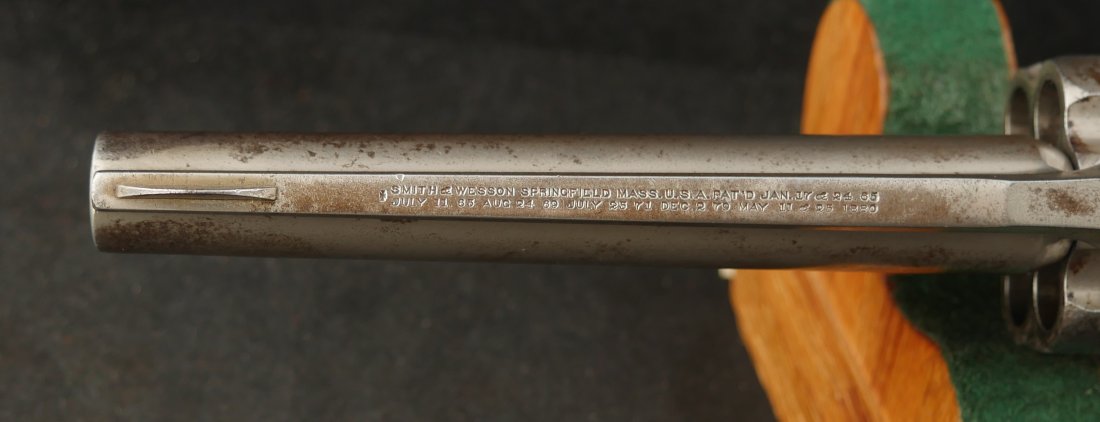 SMITH & WESSON SPRINGFIELD MASS. U.S.A. PAT'D JAN. 17 & 24 65
JULY 11. 65 AUG 24 69 JULY 25 71 DEC. 2 79 MAY 11 & 25 1880